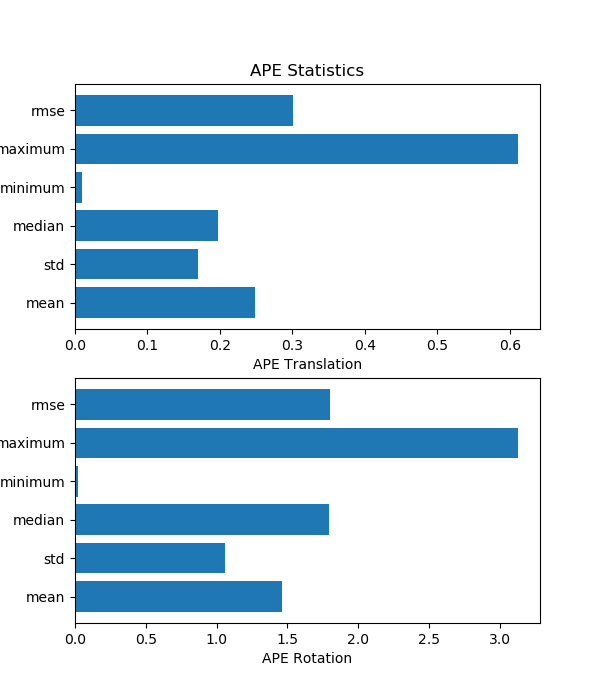 APE Statistics
rmse
maximum
minimum
median
std
mean
0.0 0.1 0.2 0.3 0.4 0.5 0.6
APE Translation
rmse
maximum
minimum
median
std
mean
0.0 0.5 1.0 1.5 2.0 2.5 3.0
APE Rotation